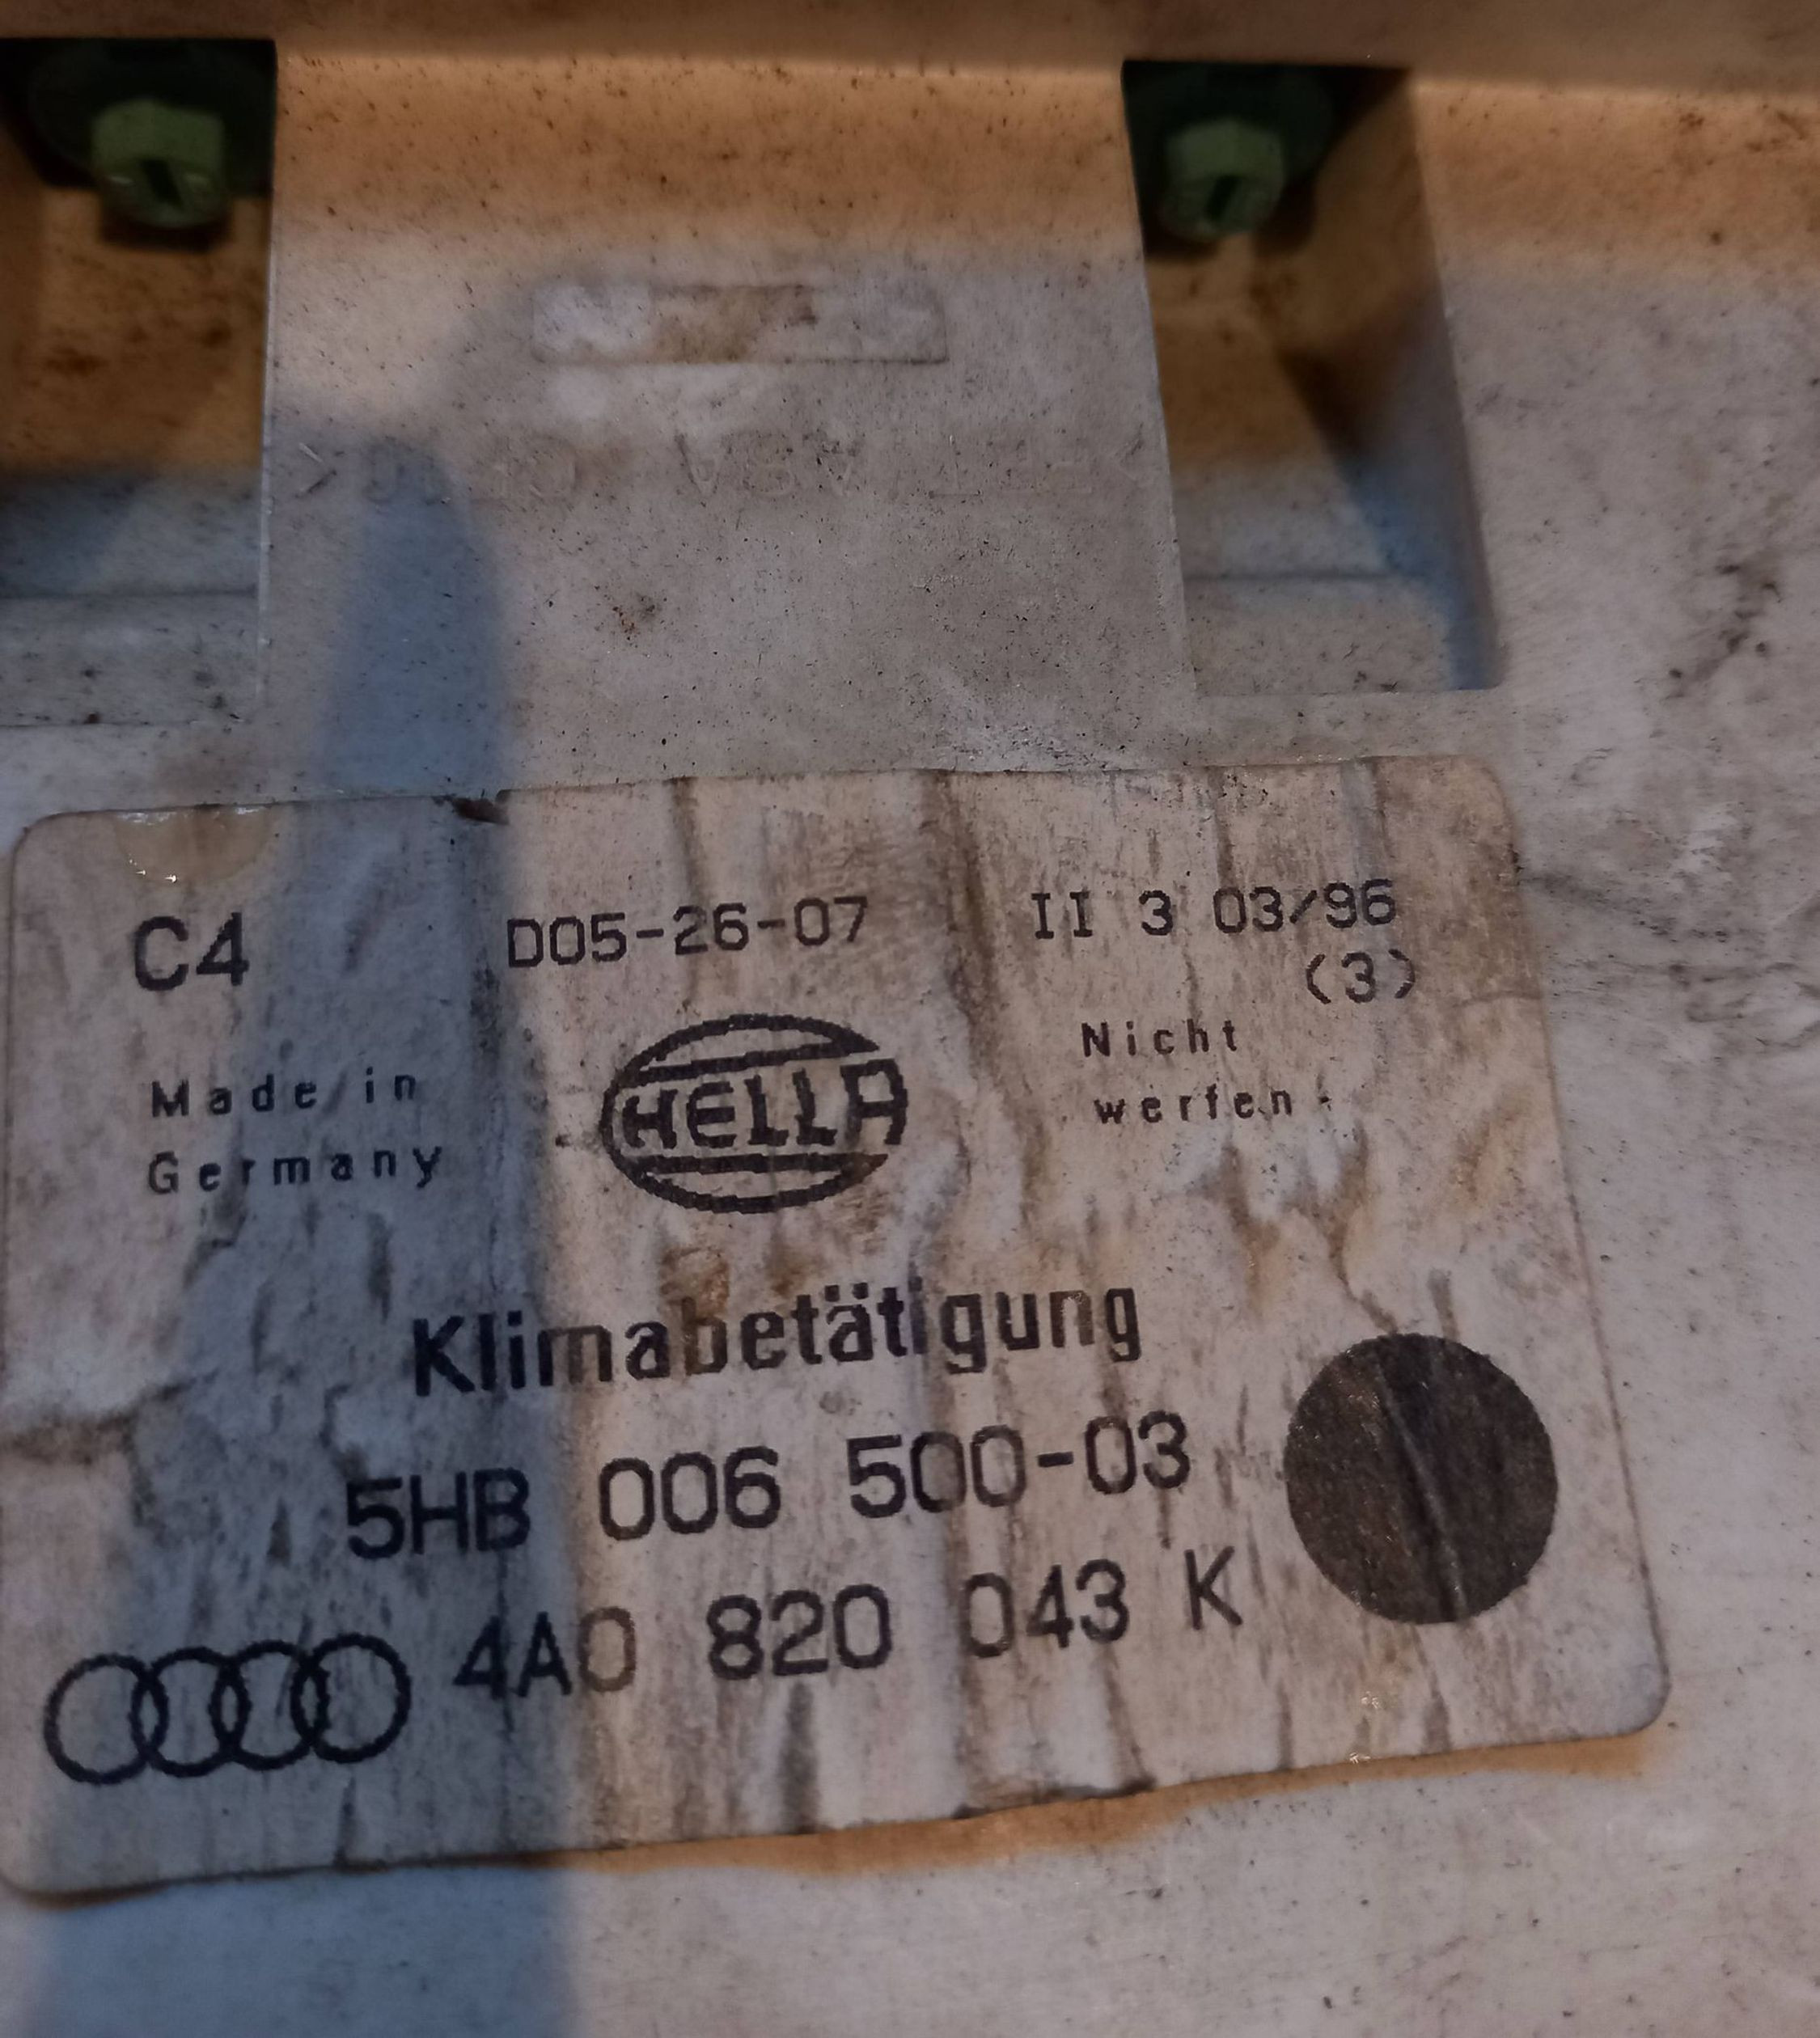 C4 D05-26-07 II 3 03/96
(3)
Made in
Germany
HELLA
Nicht
werfen
Klimabetätigung
5HB 006 500-03
4A0 820 043 K